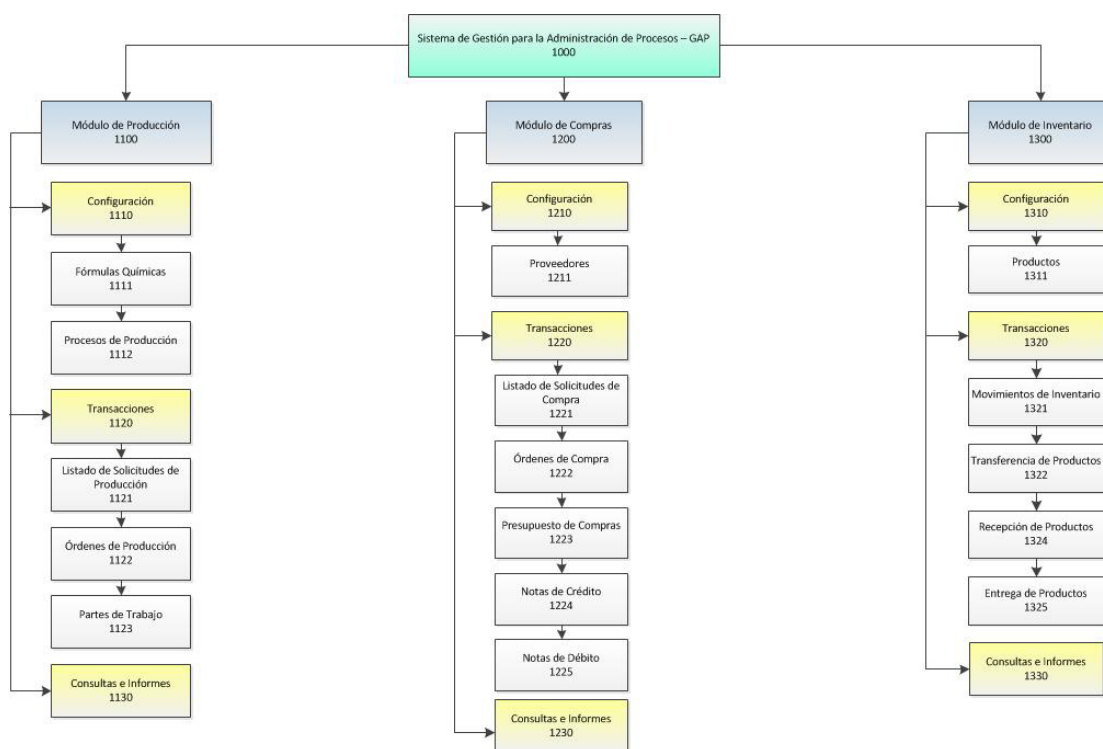 Sistema de Gestión para la Administración de Procesos – GAP
1000
Módulo de Producción
1100
Configuración
1110
Fórmulas Químicas
1111
Procesos de Producción
1112
Transacciones
1120
Listado de Solicitudes de
Producción
1121
Órdenes de Producción
1122
Partes de Trabajo
1123
Consultas e Informes
1130
Módulo de Compras
1200
Configuración
1210
Proveedores
1211
Transacciones
1220
Listado de Solicitudes de
Compra
1221
Órdenes de Compra
1222
Presupuesto de Compras
1223
Notas de Crédito
1224
Notas de Débito
1225
Consultas e Informes
1230
Módulo de Inventario
1300
Configuración
1310
Productos
1311
Transacciones
1320
Movimientos de Inventario
1321
Transferencia de Productos
1322
Recepción de Productos
1324
Entrega de Productos
1325
Consultas e Informes
1330